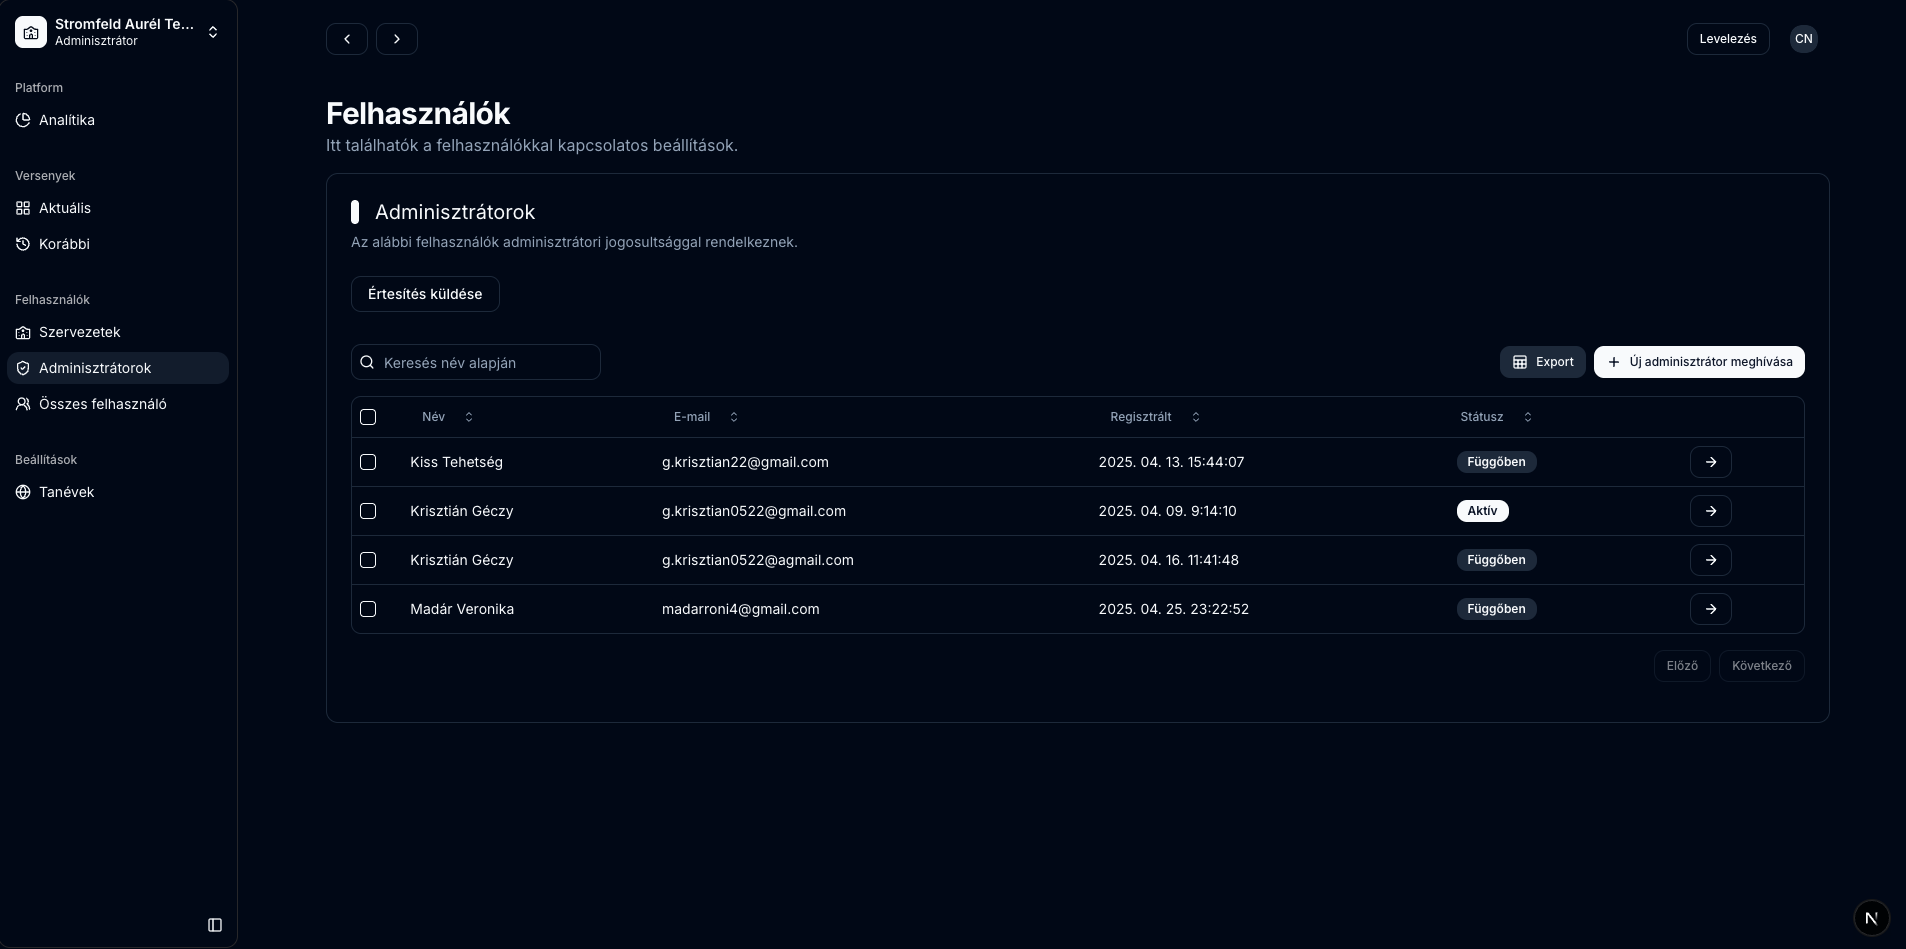 Stromfeld Aurél Te...
Adminisztrátor
Platform
Analítika
Versenyek
Aktuális
Korábbi
Felhasználók
Szervezetek
Adminisztrátorok
Összes felhasználó
Beállítások
Tanévek
Levelezés
CN
Felhasználók
Itt találhatók a felhasználókkal kapcsolatos beállítások.
Adminisztrátorok
Az alábbi felhasználók adminisztrátori jogosultsággal rendelkeznek.
Értesítés küldése
Keresés név alapján
Export
Új adminisztrátor meghívása
Név E-mail Regisztrált Státusz
Kiss Tehetség g.krisztian22@gmail.com 2025. 04. 13. 15:44:07 Függőben
Krisztián Géczy g.krisztian0522@gmail.com 2025. 04. 09. 9:14:10 Aktív
Krisztián Géczy g.krisztian0522@agmail.com 2025. 04. 16. 11:41:48 Függőben
Madár Veronika madarroni4@gmail.com 2025. 04. 25. 23:22:52 Függőben
Előző Következő
N